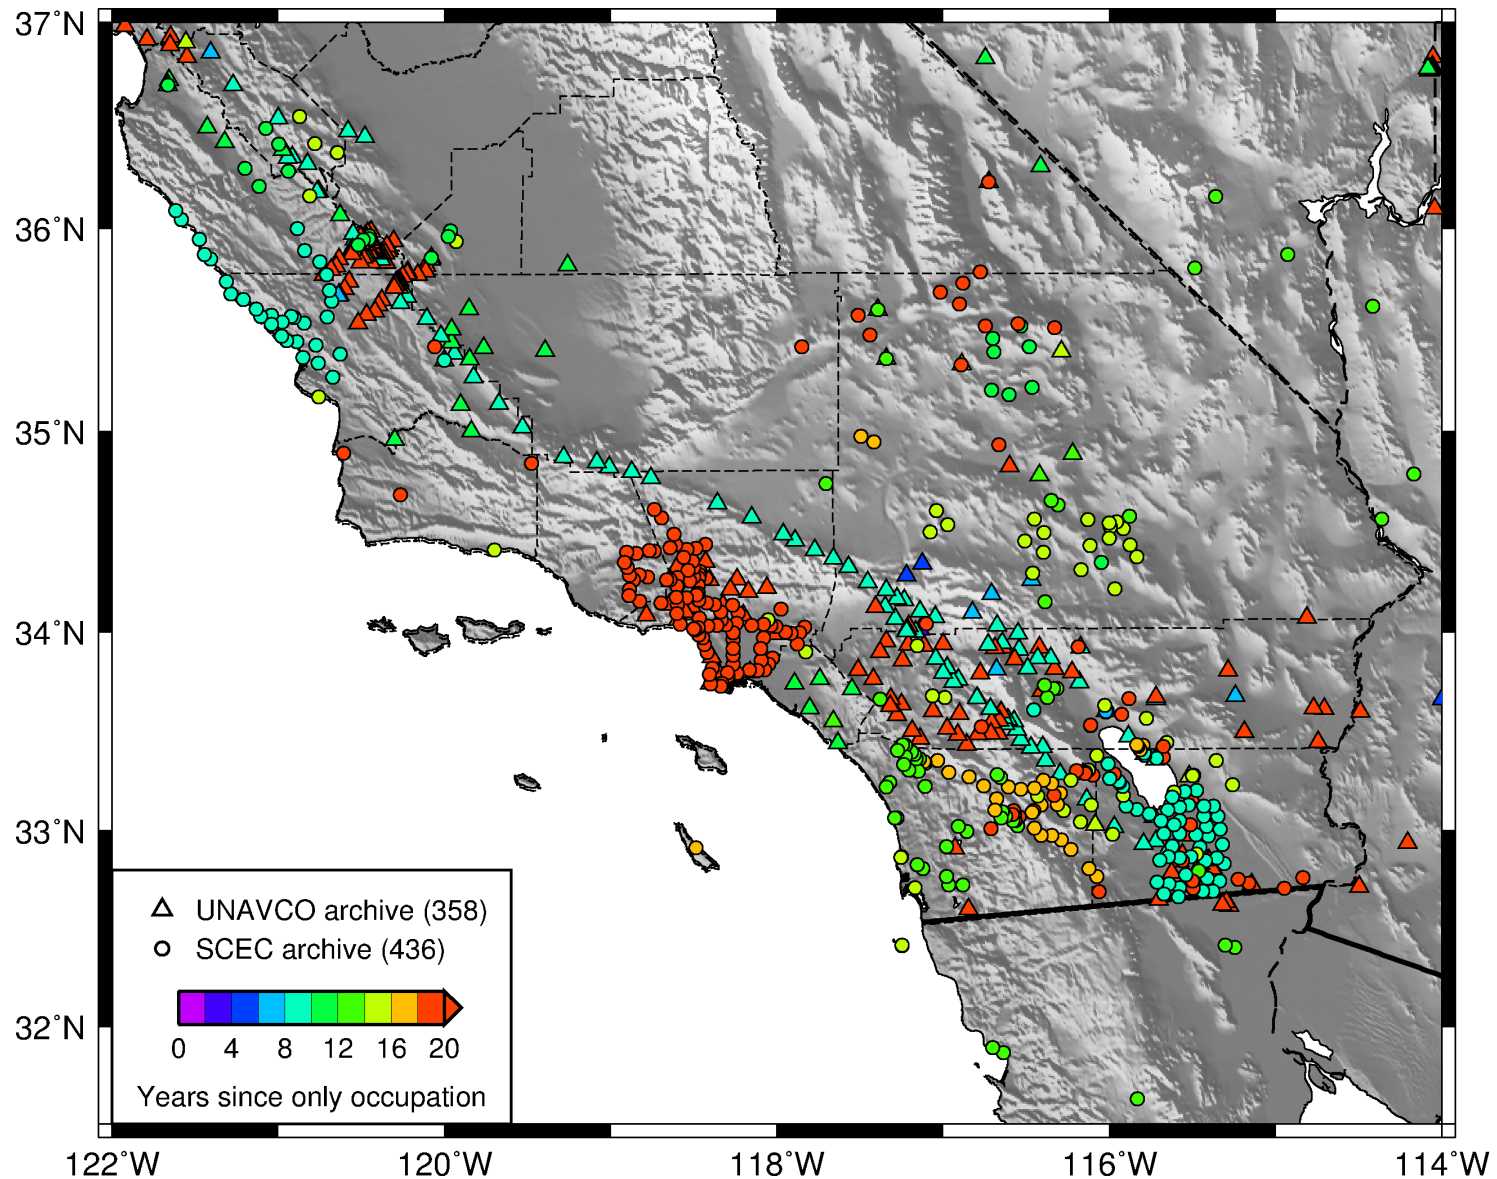 37˚N
36˚N
35˚N
34˚N
33˚N
32˚N
UNAVCO archive (358)
SCEC archive (436)
0 4 8 12 16 20
Years since only occupation
122˚W 120˚W 118˚W 116˚W 114˚W